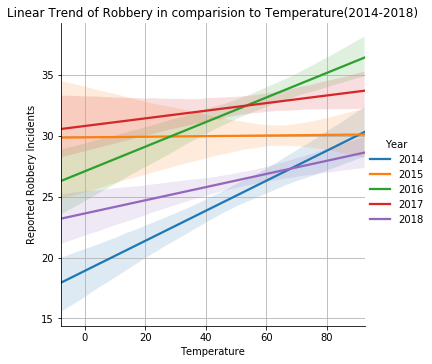 Linear Trend of Robbery in comparision to Temperature(2014-2018)
Reported Robbery Incidents
35
30
25
20
15
0 20 40 60 80
Temperature
Year
2014
2015
2016
2017
2018